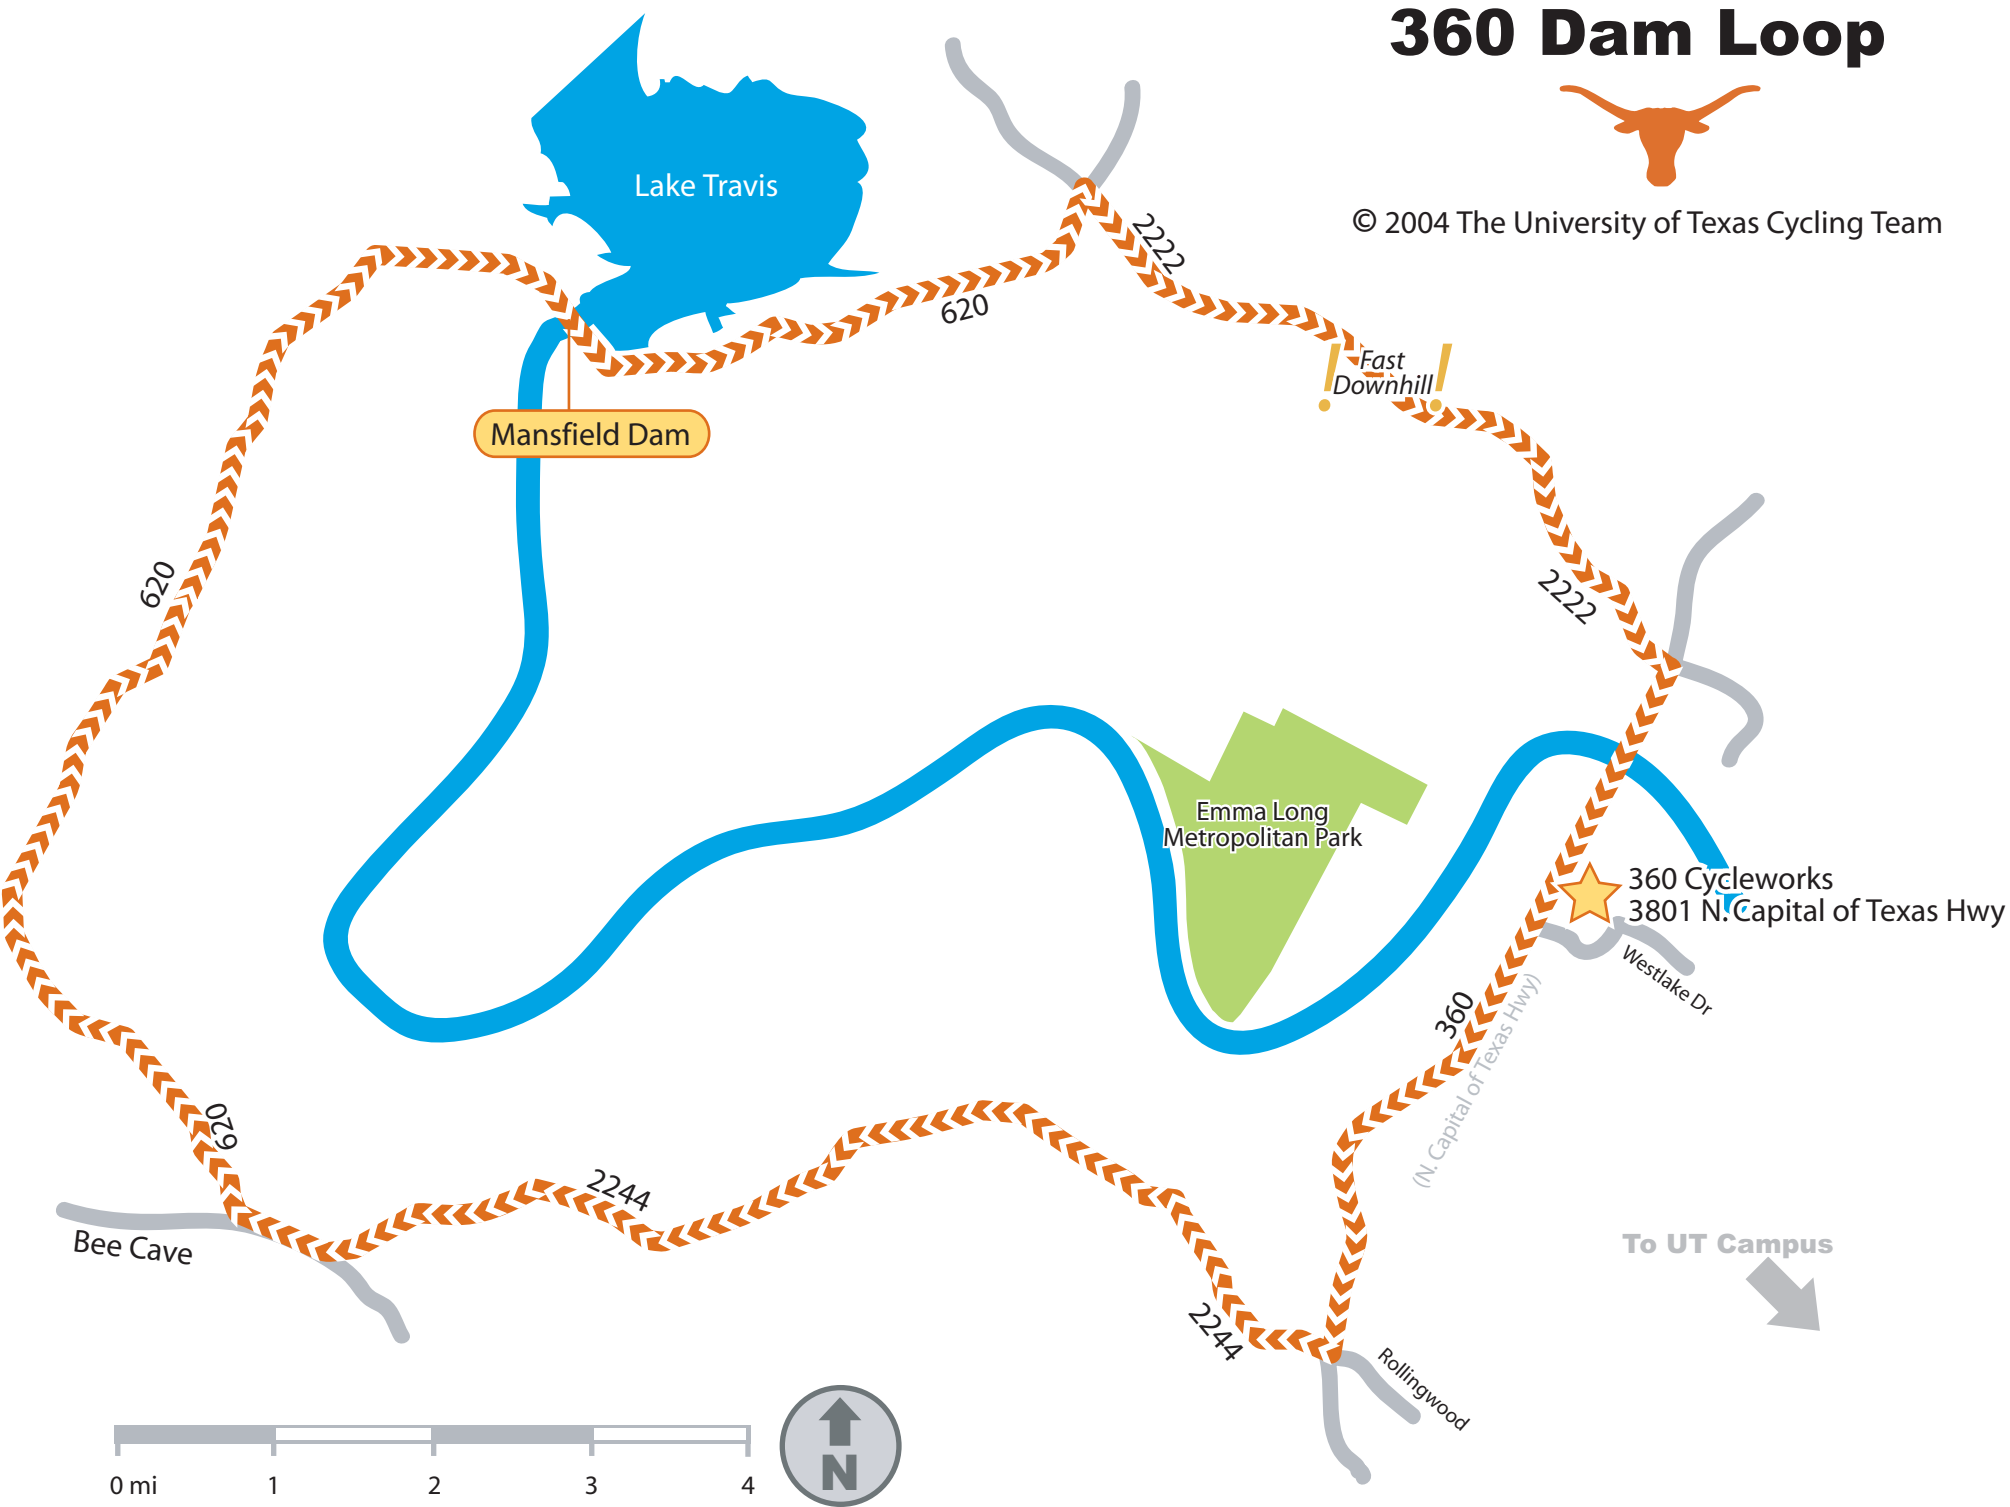 360 Dam Loop
© 2004 The University of Texas Cycling Team
Lake Travis
2222
620
Fast
Downhill
Mansfield Dam
620
2222
Emma Long
Metropolitan Park
360 Cycleworks
3801 N. Capital of Texas Hwy
Westlake Dr
360
(N. Capital of Texas Hwy)
620
2244
Bee Cave
To UT Campus
2244
Rollingwood
0 mi 1 2 3 4
N